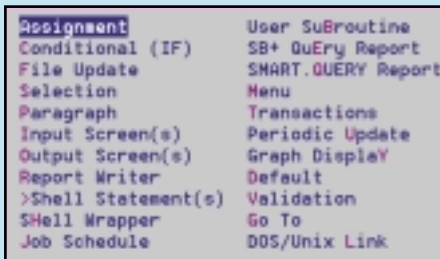 Assignment
Conditional (IF)
File Update
Selection
Paragraph
Input Screen(s)
Output Screen(s)
Report Writer
>Shell Statement(s)
SHell Wrapper
Job Schedule
User SuBroutine
SB+ QuEry Report
SMART.QUERY Report
Menu
Transactions
Periodic Update
Graph DisplaY
Default
Validation
Go To
DOS/Unix Link